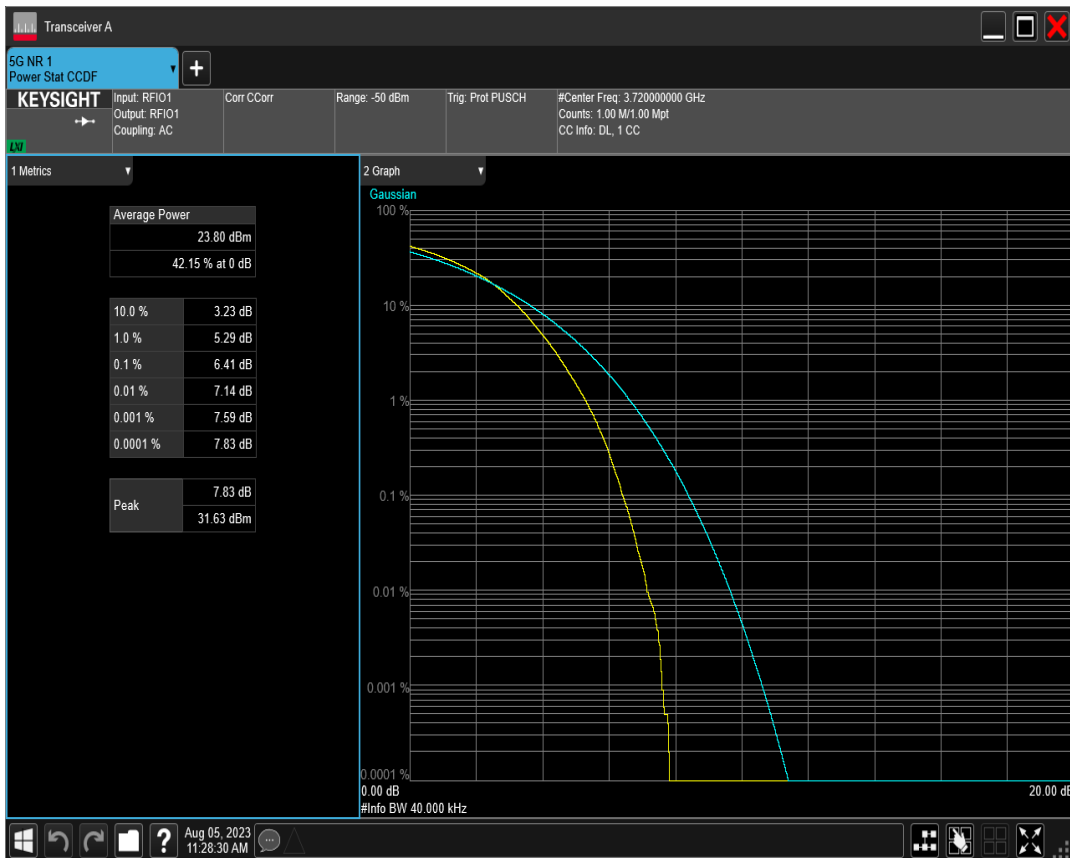 Transceiver A
5G NR 1
Power Stat CCDF
+
KEYSIGHT
LXI
Input: RFIO1
Output: RFIO1
Coupling: AC
Corr CCorr
Range: -50 dBm
Trig: Prot PUSCH
#Center Freq: 3.720000000 GHz
Counts: 1.00 M/1.00 Mpt
CC Info: DL, 1 CC
1 Metrics
Average Power
23.80 dBm
42.15 % at 0 dB
10.0 % 3.23 dB
1.0 % 5.29 dB
0.1 % 6.41 dB
0.01 % 7.14 dB
0.001 % 7.59 dB
0.0001 % 7.83 dB
Peak
7.83 dB
31.63 dBm
2 Graph
Gaussian
100 %
10 %
1 %
0.1 %
0.01 %
0.001 %
0.0001 %
0.00 dB 20.00 dB
#Info BW 40.000 kHz
?
Aug 05, 2023
11:28:30 AM